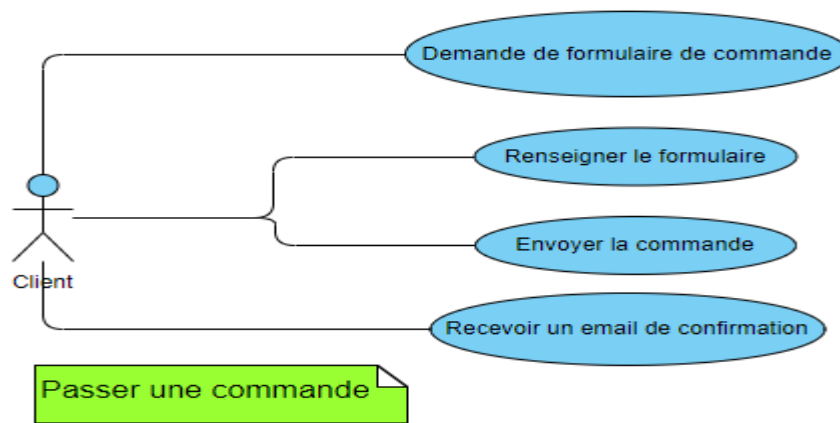 Demande de formulaire de commande
Renseigner le formulaire
Envoyer la commande
Client
Recevoir un email de confirmation
Passer une commande